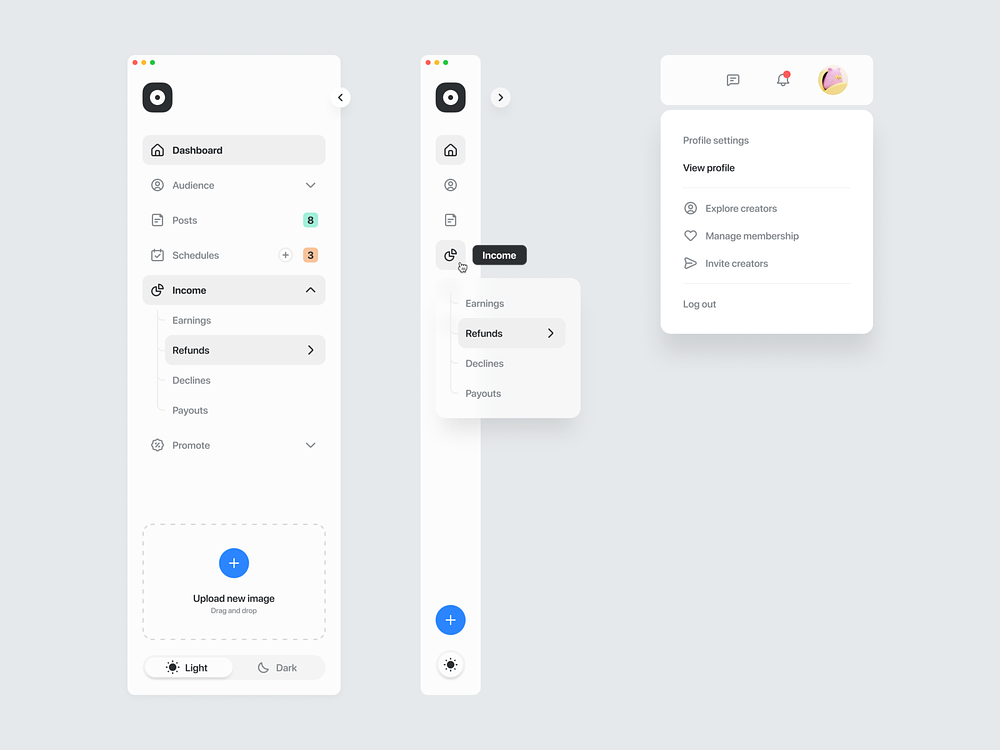 Dashboard
Audience
Posts 8
Schedules 3
Income
Earnings
Refunds
Declines
Payouts
Promote
Upload new image
Drag and drop
Light Dark
Income
Earnings
Refunds
Declines
Payouts
Profile settings
View profile
Explore creators
Manage membership
Invite creators
Log out